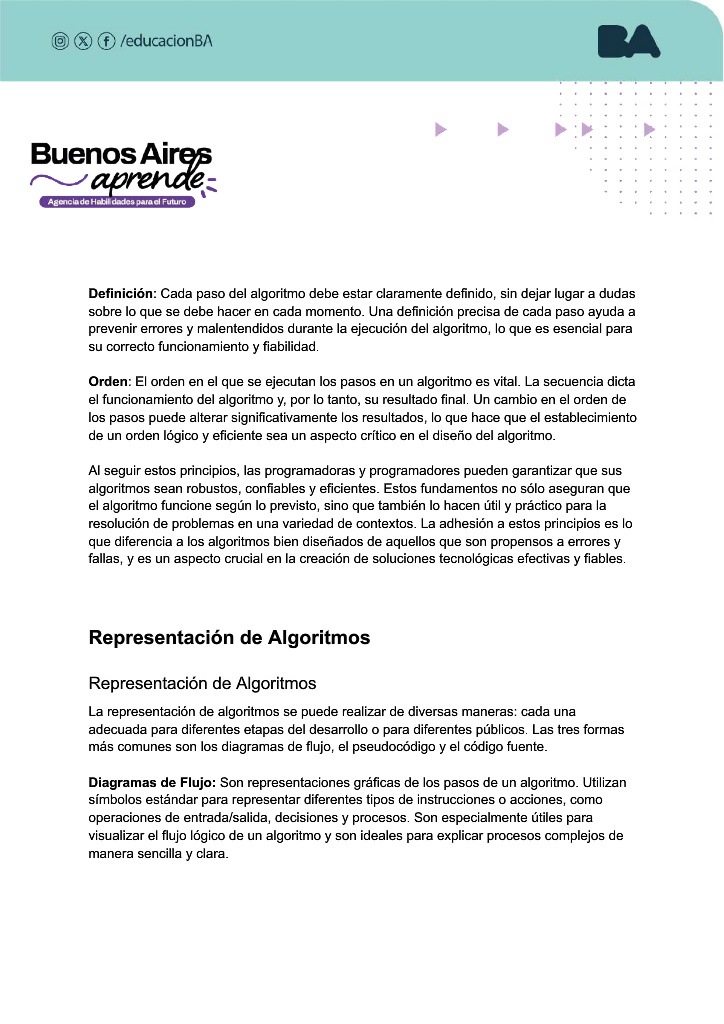 /educacionBA
BA
Buenos Aires
aprende
Agencia de Habilidades para el Futuro
Definición: Cada paso del algoritmo debe estar claramente definido, sin dejar lugar a dudas
sobre lo que se debe hacer en cada momento. Una definición precisa de cada paso ayuda a
prevenir errores y malentendidos durante la ejecución del algoritmo, lo que es esencial para
su correcto funcionamiento y fiabilidad.
Orden: El orden en el que se ejecutan los pasos en un algoritmo es vital. La secuencia dicta
el funcionamiento del algoritmo y, por lo tanto, su resultado final. Un cambio en el orden de
los pasos puede alterar significativamente los resultados, lo que hace que el establecimiento
de un orden lógico y eficiente sea un aspecto crítico en el diseño del algoritmo.
Al seguir estos principios, las programadoras y programadores pueden garantizar que sus
algoritmos sean robustos, confiables y eficientes. Estos fundamentos no sólo aseguran que
el algoritmo funcione según lo previsto, sino que también lo hacen útil y práctico para la
resolución de problemas en una variedad de contextos. La adhesión a estos principios es lo
que diferencia a los algoritmos bien diseñados de aquellos que son propensos a errores y
fallas, y es un aspecto crucial en la creación de soluciones tecnológicas efectivas y fiables.
Representación de Algoritmos
Representación de Algoritmos
La representación de algoritmos se puede realizar de diversas maneras: cada una
adecuada para diferentes etapas del desarrollo o para diferentes públicos. Las tres formas
más comunes son los diagramas de flujo, el pseudocódigo y el código fuente.
Diagramas de Flujo: Son representaciones gráficas de los pasos de un algoritmo. Utilizan
símbolos estándar para representar diferentes tipos de instrucciones o acciones, como
operaciones de entrada/salida, decisiones y procesos. Son especialmente útiles para
visualizar el flujo lógico de un algoritmo y son ideales para explicar procesos complejos de
manera sencilla y clara.